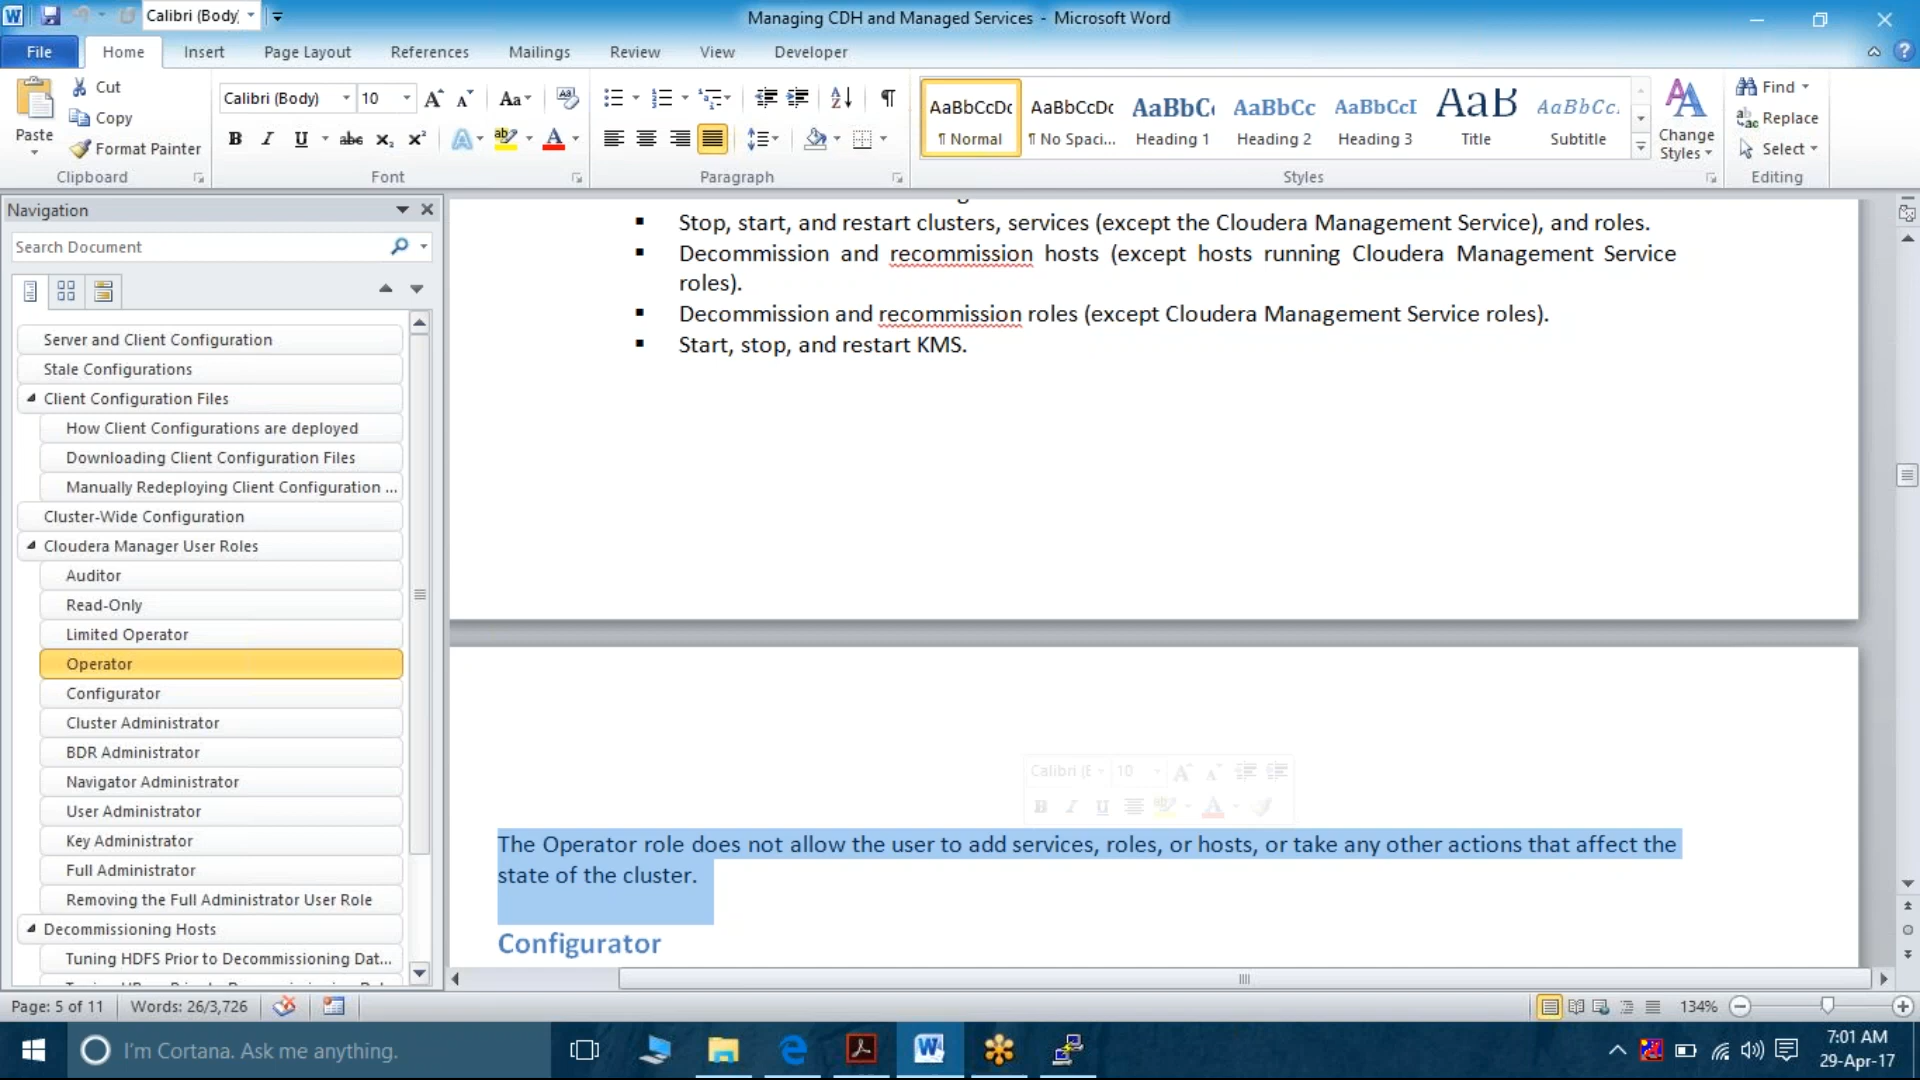 Calibri (Body)
Managing CDH and Managed Services - Microsoft Word
File Home Insert Page Layout References Mailings Review View Developer
Paste
Cut
Copy
Format Painter
Clipboard
Calibri (Body) 10
Font
Paragraph
AaBbCcDc AaBbCcDc AaBbC AaBbCc AaBbCcI AaB AaBbCc.
¶ Normal ¶ No Spaci... Heading 1 Heading 2 Heading 3 Title Subtitle
Styles
Change
Styles
Find
Replace
Select
Editing
Navigation
Search Document
Server and Client Configuration
Stale Configurations
Client Configuration Files
How Client Configurations are deployed
Downloading Client Configuration Files
Manually Redeploying Client Configuration ...
Cluster-Wide Configuration
Cloudera Manager User Roles
Auditor
Read-Only
Limited Operator
Operator
Configurator
Cluster Administrator
BDR Administrator
Navigator Administrator
User Administrator
Key Administrator
Full Administrator
Removing the Full Administrator User Role
Decommissioning Hosts
Tuning HDFS Prior to Decommissioning Dat...
▪ Stop, start, and restart clusters, services (except the Cloudera Management Service), and roles.
▪ Decommission and recommission hosts (except hosts running Cloudera Management Service
roles).
▪ Decommission and recommission roles (except Cloudera Management Service roles).
▪ Start, stop, and restart KMS.
Calibri (E 10
The Operator role does not allow the user to add services, roles, or hosts, or take any other actions that affect the
state of the cluster.
Configurator
Page: 5 of 11 Words: 26/3,726
134%
I'm Cortana. Ask me anything.
7:01 AM
29-Apr-17